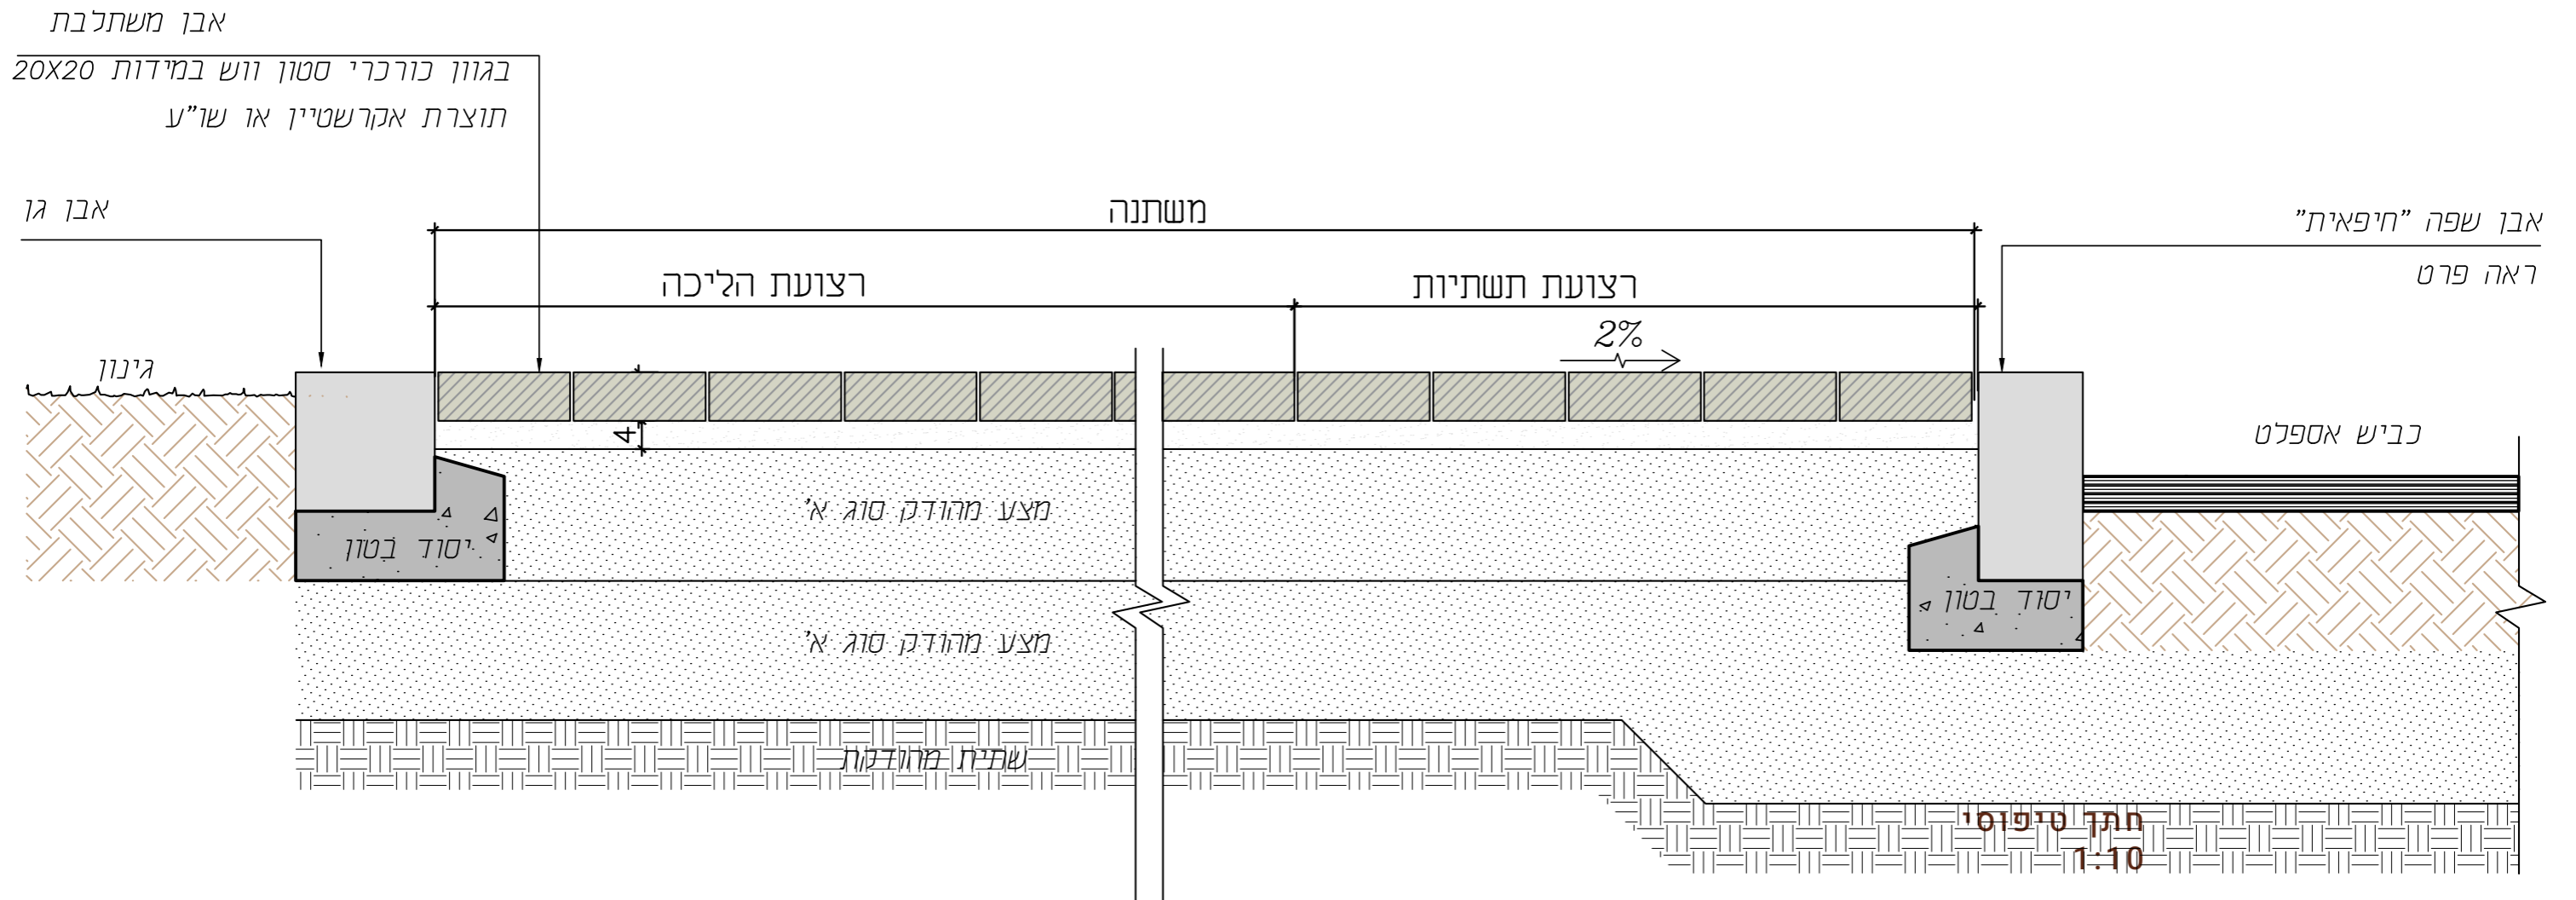 אבן משתלבת
בגוון כורכרי סטון ווש במידות 20X20
תוצרת אקרשטיין או שו"ע
אבן גן
משתנה
אבן שפה "חיפאית"
ראה פרט
רצועת הליכה
רצועת תשתיות
2%
גינון
4
כביש אספלט
מצע מהודק סוג א'
יסוד בטון
יסוד בטון
מצע מהודק סוג א'
שתית מהודקת
חתך טיפוסי
1:10